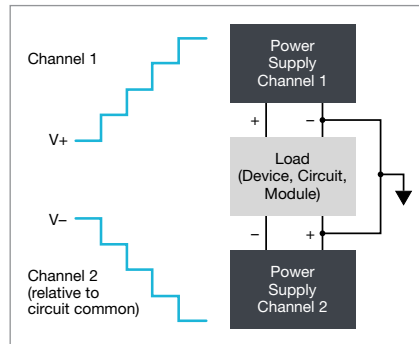 Channel 1
V+
V–
Channel 2
(relative to
circuit common)
Power
Supply
Channel 1
+ –
Load
(Device, Circuit,
Module)
– +
Power
Supply
Channel 2